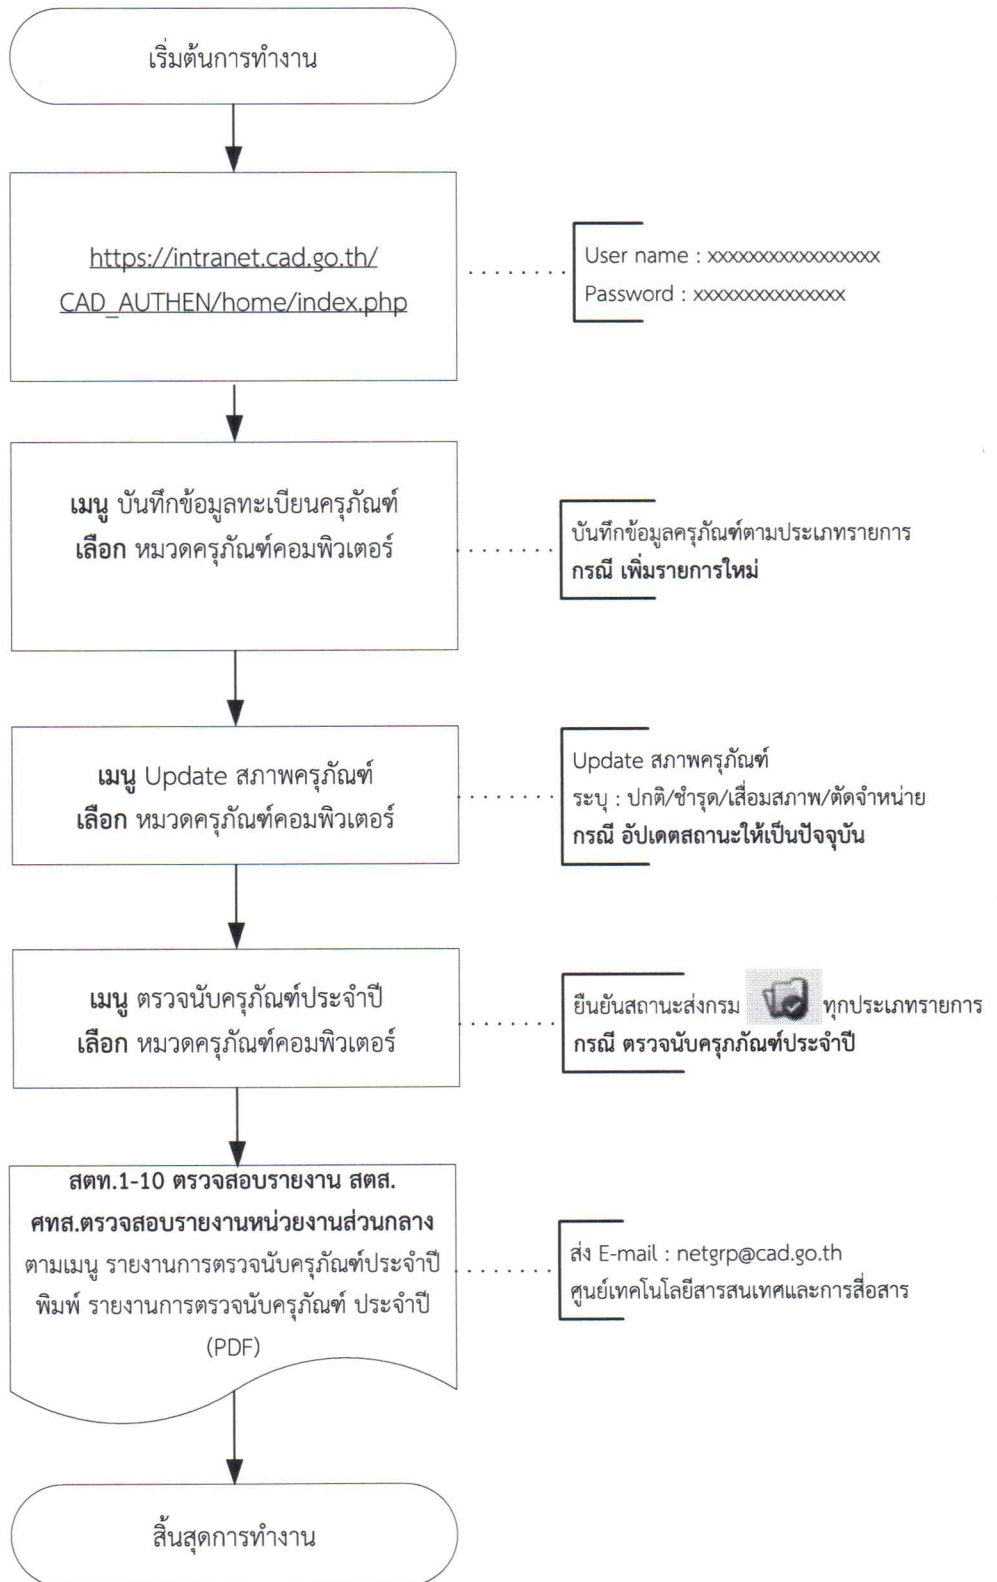 เริ่มต้นการทำงาน
https://intranet.cad.go.th/
CAD_AUTHEN/home/index.php
User name : xxxxxxxxxxxxxxxxx
Password : xxxxxxxxxxxxxxx
เมนู บันทึกข้อมูลทะเบียนครุภัณฑ์
เลือก หมวดครุภัณฑ์คอมพิวเตอร์
บันทึกข้อมูลครุภัณฑ์ตามประเภทรายการ
กรณี เพิ่มรายการใหม่
เมนู Update สภาพครุภัณฑ์
เลือก หมวดครุภัณฑ์คอมพิวเตอร์
Update สภาพครุภัณฑ์
ระบุ : ปกติ/ชำรุด/เสื่อมสภาพ/ตัดจำหน่าย
กรณี อัปเดตสถานะให้เป็นปัจจุบัน
เมนู ตรวจนับครุภัณฑ์ประจำปี
เลือก หมวดครุภัณฑ์คอมพิวเตอร์
ยืนยันสถานะส่งกรม ทุกประเภทรายการ
กรณี ตรวจนับครุภภัณฑ์ประจำปี
สตท.1-10 ตรวจสอบรายงาน สตส.
ศทส.ตรวจสอบรายงานหน่วยงานส่วนกลาง
ตามเมนู รายงานการตรวจนับครุภัณฑ์ประจำปี
พิมพ์ รายงานการตรวจนับครุภัณฑ์ ประจำปี
(PDF)
ส่ง E-mail : netgrp@cad.go.th
ศูนย์เทคโนโลยีสารสนเทศและการสื่อสาร
สิ้นสุดการทำงาน